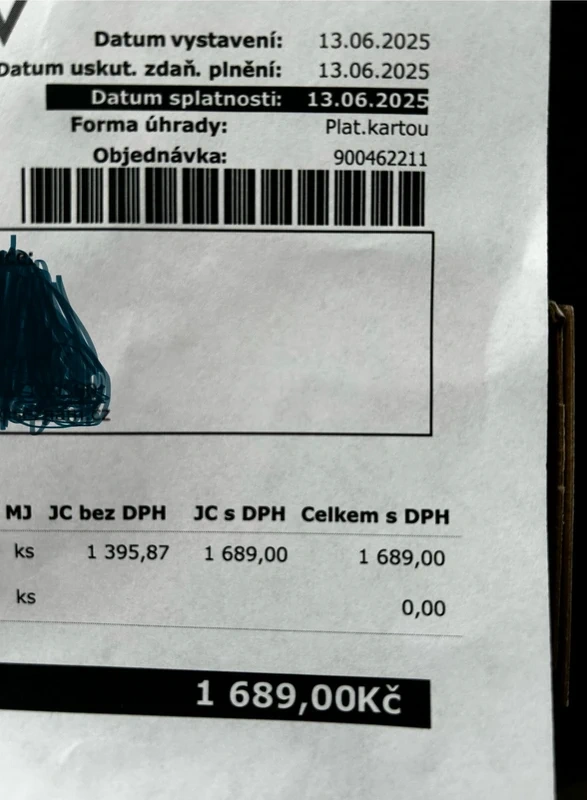 Datum vystavení: 13.06.2025
Datum uskut. zdaň. plnění: 13.06.2025
Datum splatnosti: 13.06.2025
Forma úhrady: Plat.kartou
Objednávka: 900462211
MJ JC bez DPH JC s DPH Celkem s DPH
ks 1 395,87 1 689,00 1 689,00
ks 0,00
1 689,00Kč